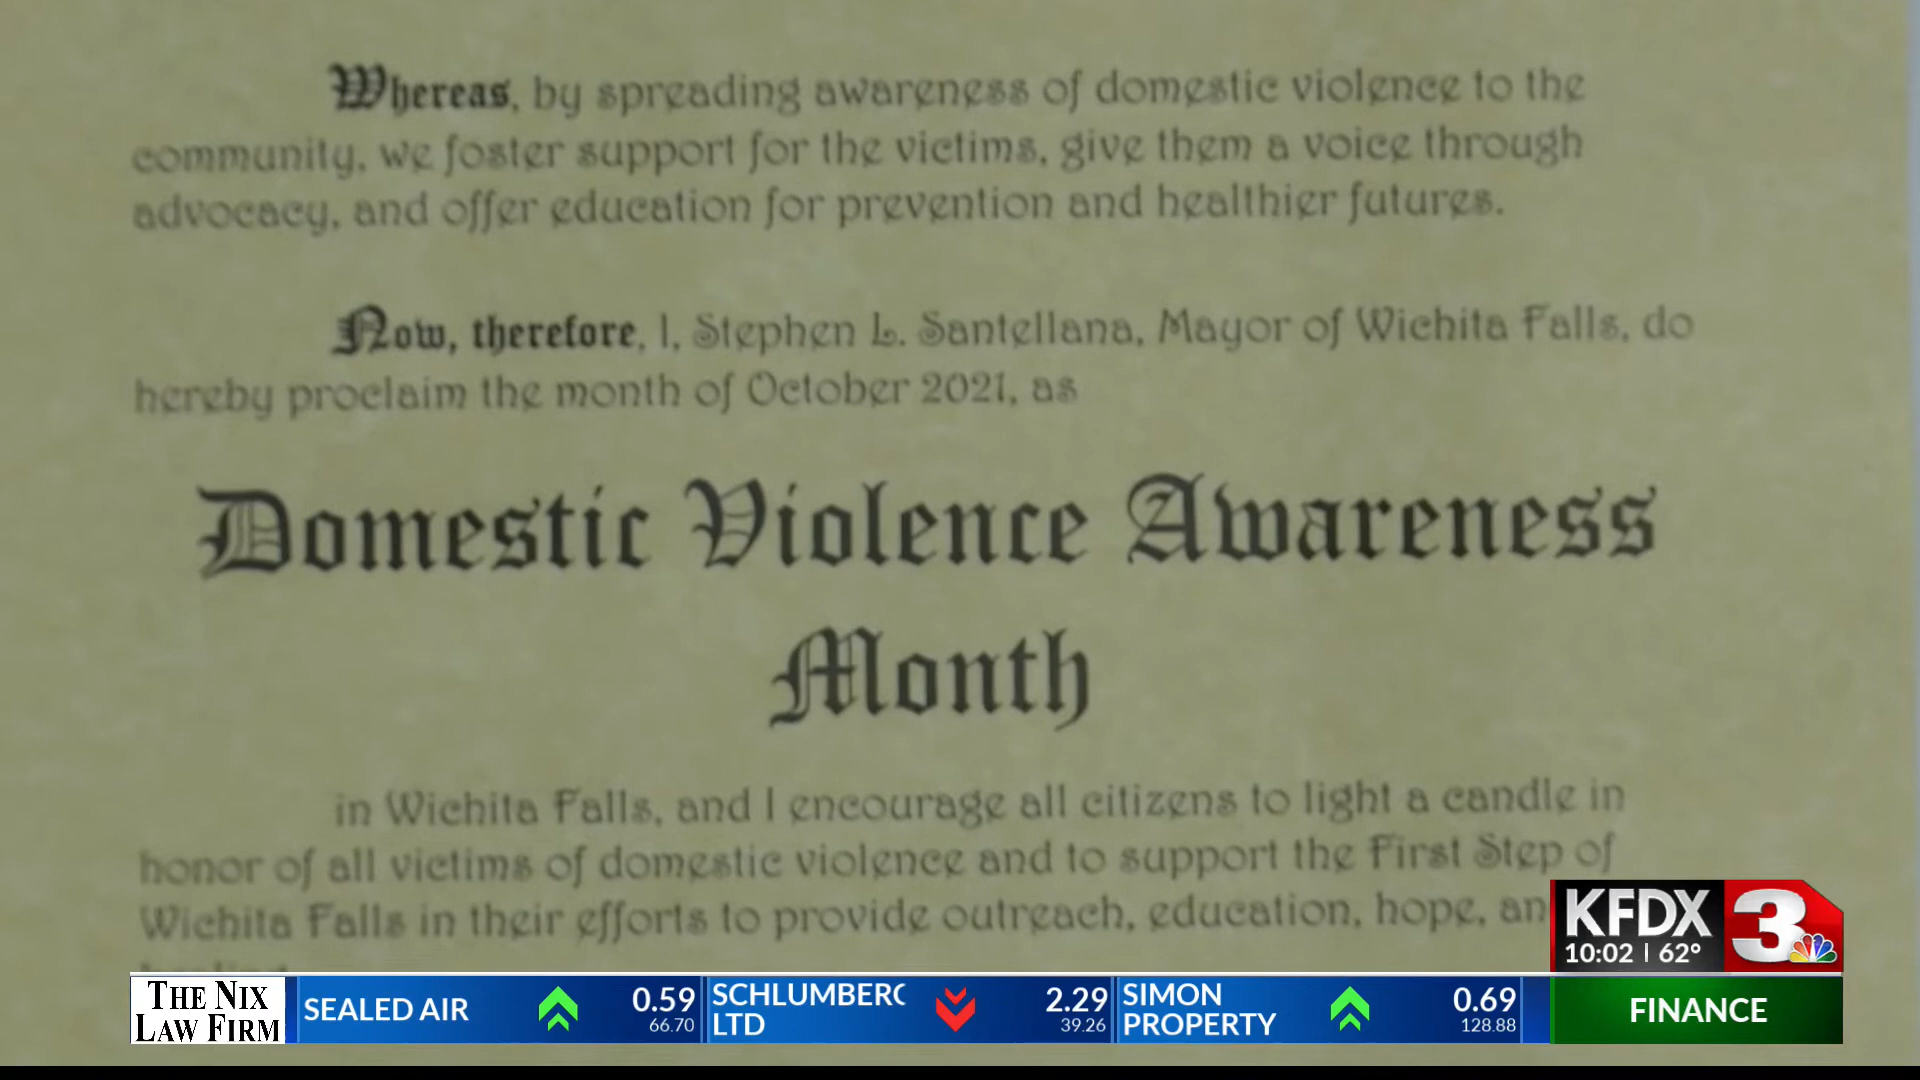 Whereas, by spreading awareness of domestic violence to the
community, we foster support for the victims, give them a voice through
advocacy, and offer education for prevention and healthier futures.
Now, therefore, I, Stephen L. Santellana, Mayor of Wichita Falls, do
hereby proclaim the month of October 2021, as
Domestic Violence Awareness
Month
in Wichita Falls, and I encourage all citizens to light a candle in
honor of all victims of domestic violence and to support the First Step of
Wichita Falls in their efforts to provide outreach, education, hope, an
KFDX 3
10:02 | 62°
THE NIX
LAW FIRM
SEALED AIR 0.59
66.70
SCHLUMBERG
LTD
2.29
39.26
SIMON
PROPERTY
0.69
128.88
FINANCE